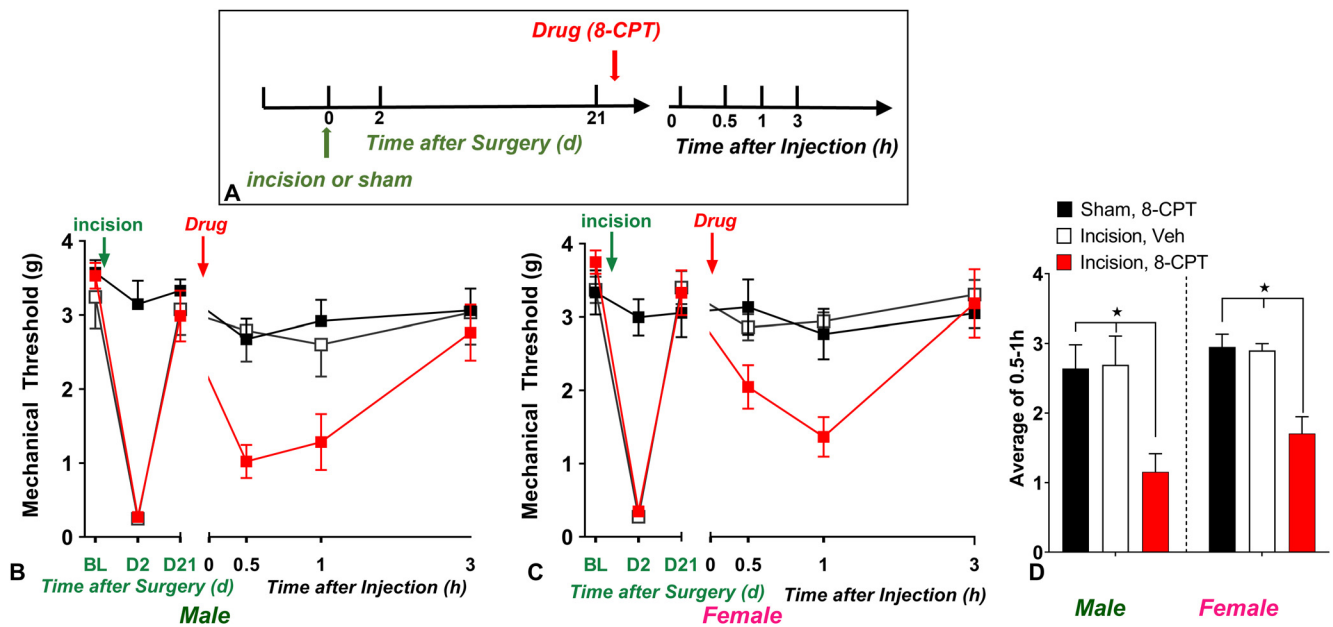 Drug (8-CPT)
0
2
21
0
0.5
1
3
Time after Surgery (d)
Time after Injection (h)
incision or sham
A
incision
Drug
Mechanical Threshold (g)
4
3
2
1
0
BL
D2
D21
0
0.5
1
3
B
Time after Surgery (d)
Time after Injection (h)
Male
incision
Drug
Mechanical Threshold (g)
4
3
2
1
0
BL
D2
D21
0
0.5
1
3
C
Time after Surgery (d)
Time after Injection (h)
Female
Sham, 8-CPT
Incision, Veh
Incision, 8-CPT
Average of 0.5-1h
4
3
2
1
0
D
Male
Female